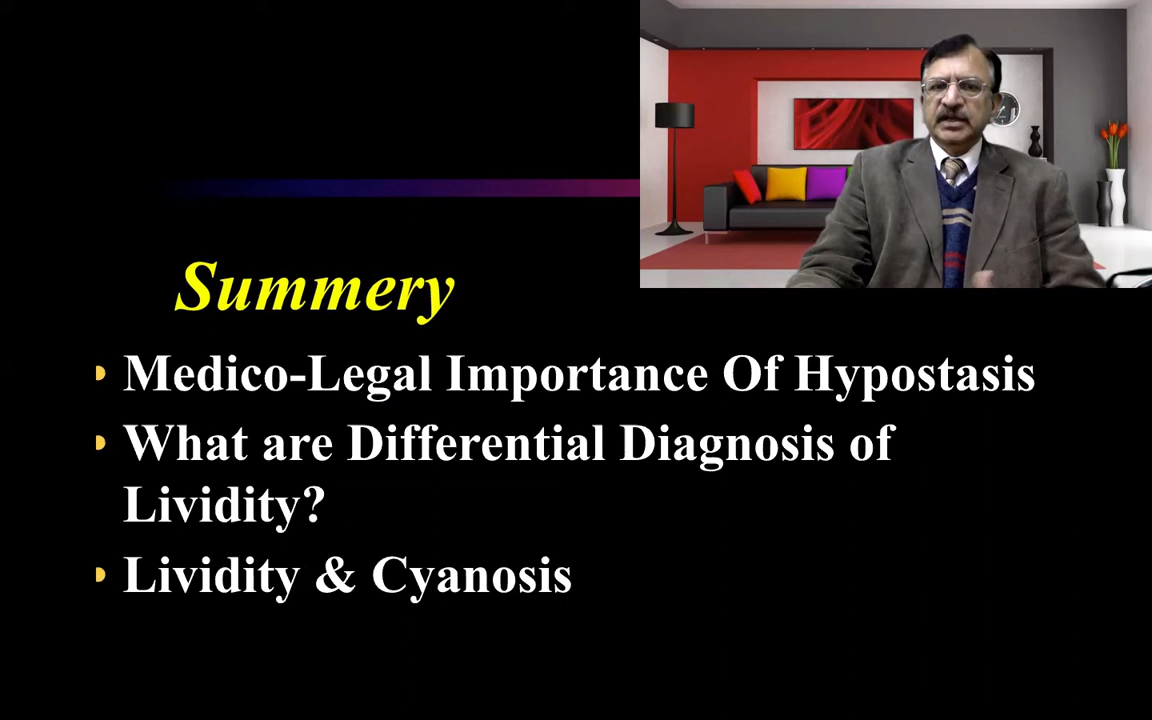 Summery
Medico-Legal Importance Of Hypostasis
What are Differential Diagnosis of
Lividity?
Lividity & Cyanosis